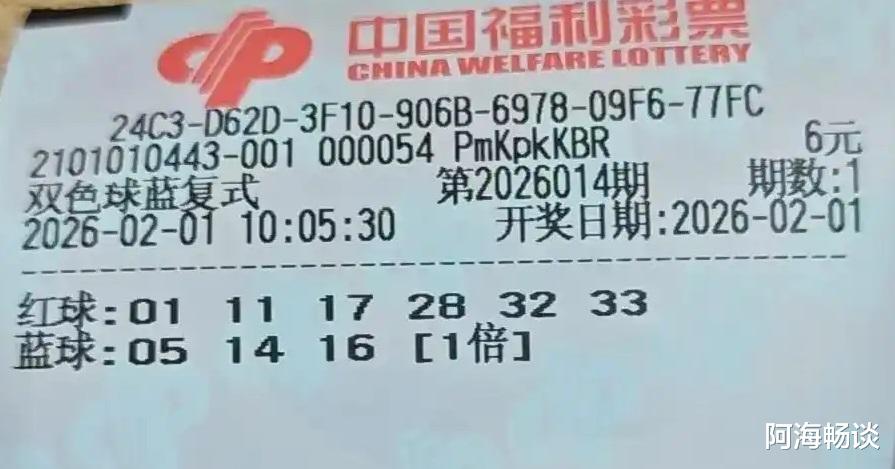 中国福利彩票
CHINA WELFARE LOTTERY
24C3-D62D-3F10-906B-6978-09F6-77FC
2101010443-001 000054 PmKpkKBR 6元
双色球蓝复式 第2026014期 期数:1
2026-02-01 10:05:30 开奖日期:2026-02-01
红球:01 11 17 28 32 33
蓝球:05 14 16 [1倍]
阿海畅谈